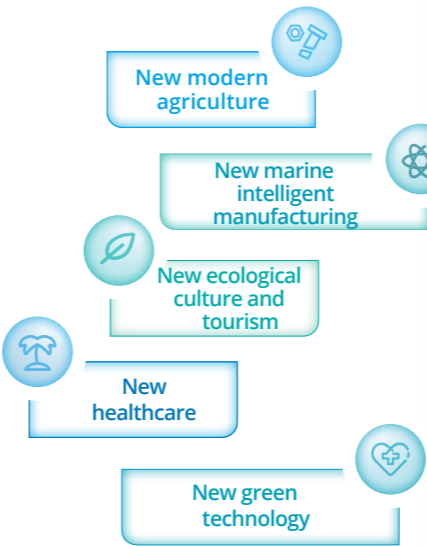 New modern
agriculture
New marine
intelligent
manufacturing
New ecological
culture and
tourism
New
healthcare
New green
technology